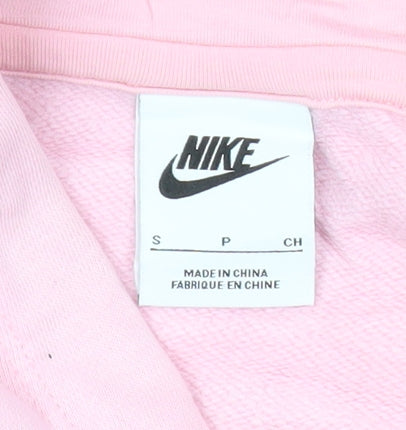 NIKE
S P CH
MADE IN CHINA
FABRIQUE EN CHINE